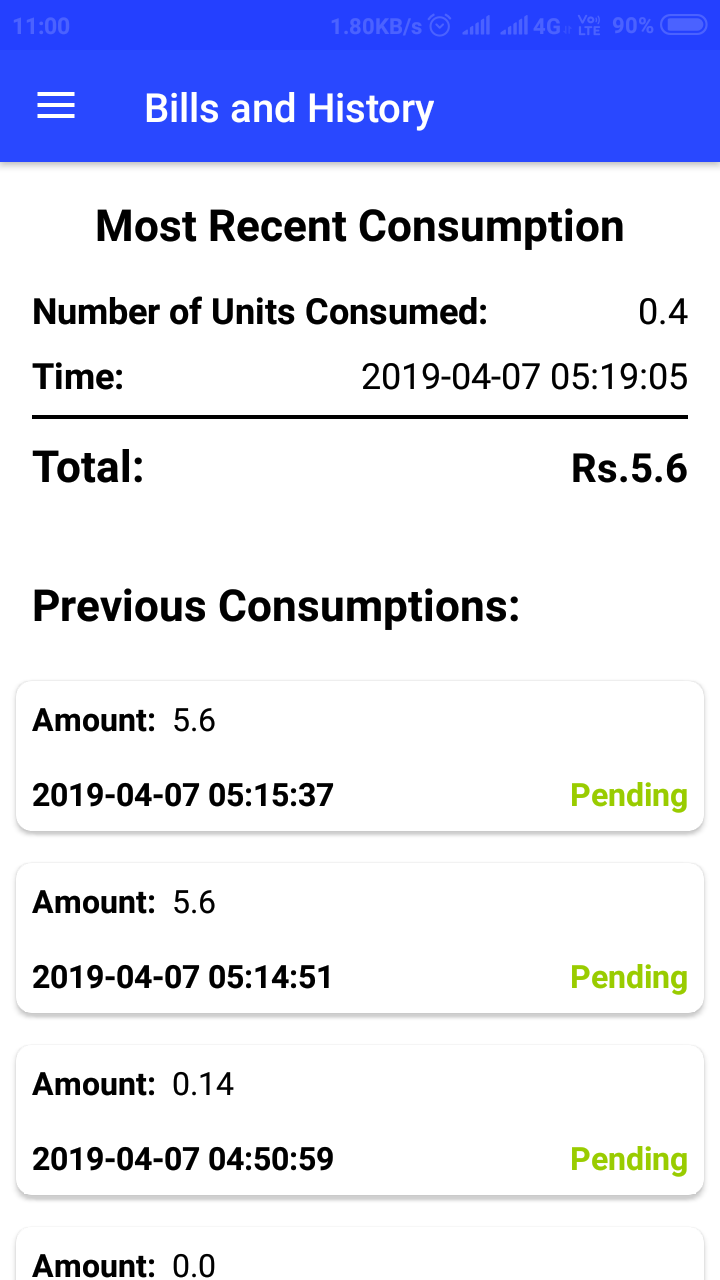 11:00 1.80KB/s 4G VoLTE 90%
Bills and History
Most Recent Consumption
Number of Units Consumed: 0.4
Time: 2019-04-07 05:19:05
Total: Rs.5.6
Previous Consumptions:
Amount: 5.6
2019-04-07 05:15:37 Pending
Amount: 5.6
2019-04-07 05:14:51 Pending
Amount: 0.14
2019-04-07 04:50:59 Pending
Amount: 0.0